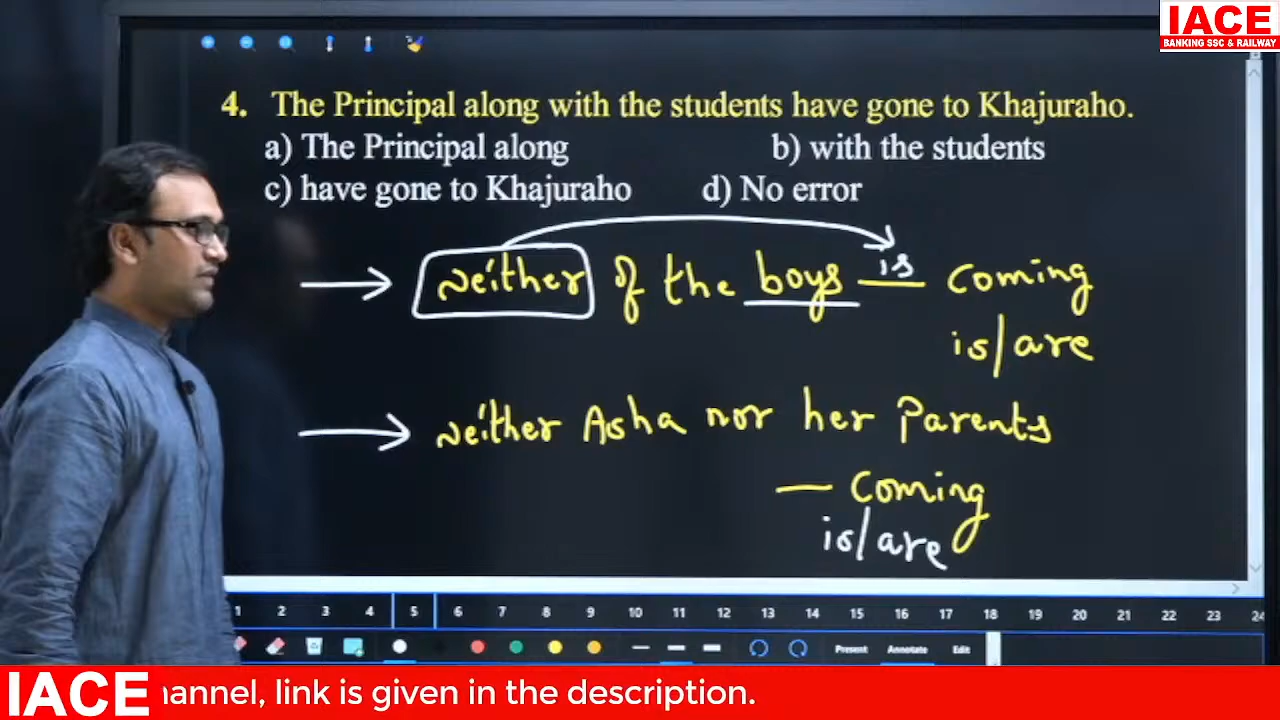 IACE
BANKING SSC & RAILWAY
4. The Principal along with the students have gone to Khajuraho.
a) The Principal along b) with the students
c) have gone to Khajuraho d) No error
neither of the boys is coming
is/are
neither Asha nor her parents
— coming
is/are
1 2 3 4 5 6 7 8 9 10 11 12 13 14 15 16 17 18 19 20 21 22 23 24
Present Annotate Edit
IACE hannel, link is given in the description.